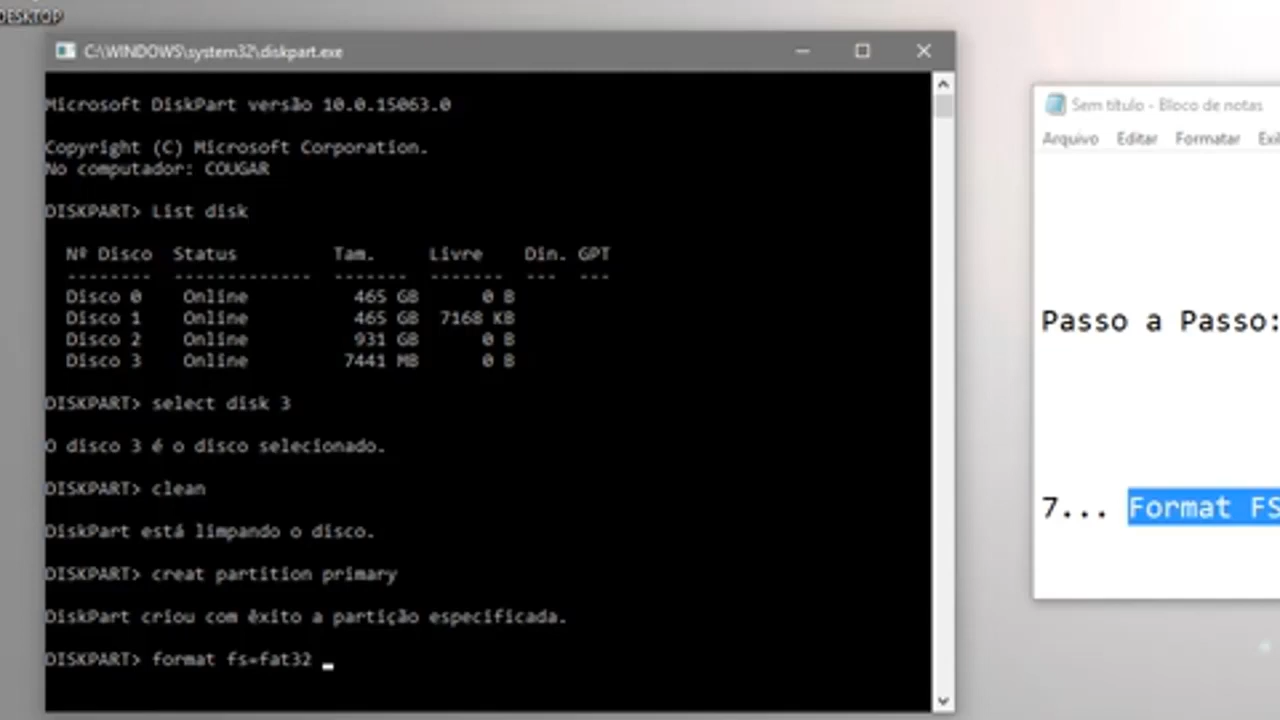 DESKTOP
C:\WINDOWS\system32\diskpart.exe
Microsoft DiskPart versão 10.0.15063.0
Copyright (C) Microsoft Corporation.
No computador: COUGAR
DISKPART> List disk
Nº Disco Status Tam. Livre Din. GPT
-------- ------------- ------- ------- --- ---
Disco 0 Online 465 GB 0 B
Disco 1 Online 465 GB 7168 KB
Disco 2 Online 931 GB 0 B
Disco 3 Online 7441 MB 0 B
DISKPART> select disk 3
O disco 3 é o disco selecionado.
DISKPART> clean
DiskPart está limpando o disco.
DISKPART> creat partition primary
DiskPart criou com êxito a partição especificada.
DISKPART> format fs=fat32
Sem título - Bloco de notas
Arquivo Editar Formatar
Passo a Passo:
7... Format FS